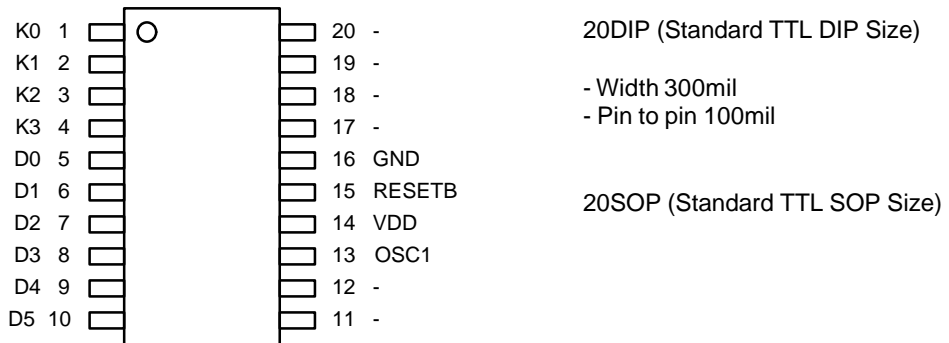 K0 1
K1 2
K2 3
K3 4
D0 5
D1 6
D2 7
D3 8
D4 9
D5 10
20 -
19 -
18 -
17 -
16 GND
15 RESETB
14 VDD
13 OSC1
12 -
11 -
20DIP (Standard TTL DIP Size)
- Width 300mil
- Pin to pin 100mil
20SOP (Standard TTL SOP Size)